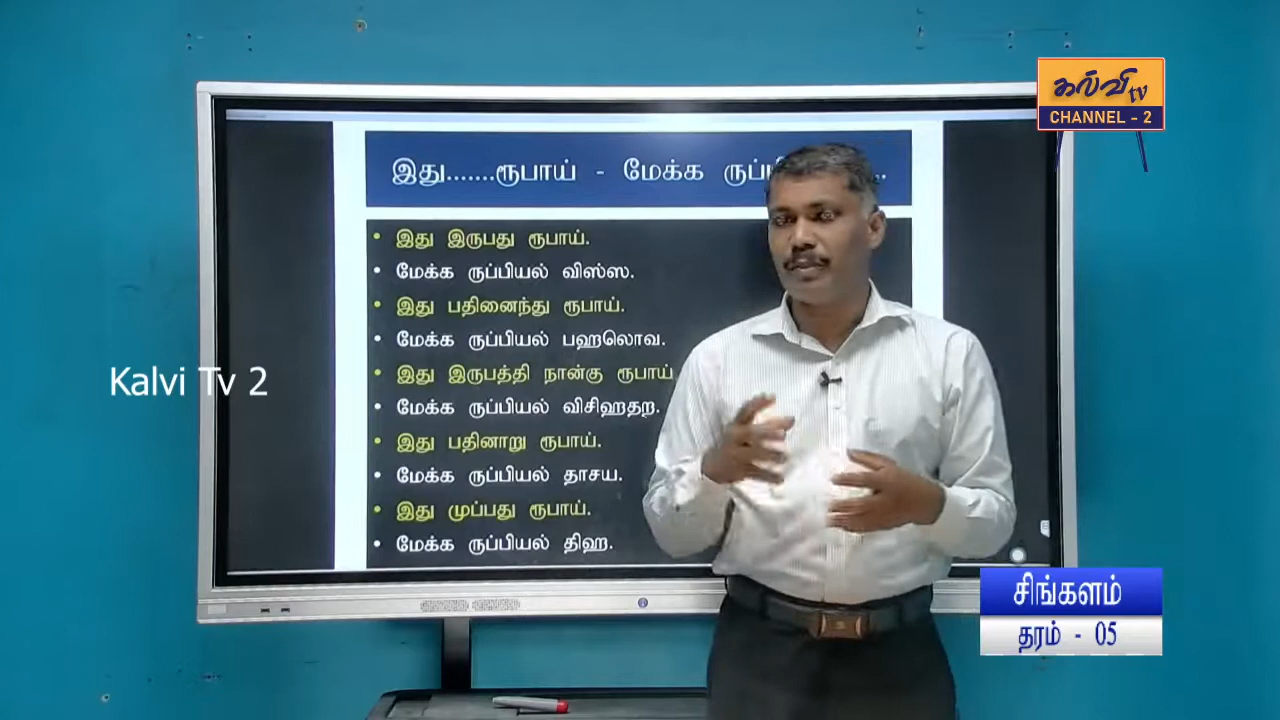 கல்வி tv
CHANNEL - 2
இது.......ரூபாய் - மேக்க
• இது இருபது ரூபாய்.
• மேக்க ருப்பியல் விஸ்ஸ.
• இது பதினைந்து ரூபாய்.
• மேக்க ருப்பியல் பஹலொவ.
• இது இருபத்தி நான்கு ரூபாய்
• மேக்க ருப்பியல் விசிஹதற.
• இது பதினாறு ரூபாய்.
• மேக்க ருப்பியல் தாசய.
• இது முப்பது ரூபாய்.
• மேக்க ருப்பியல் திஹ.
Kalvi Tv 2
சிங்களம்
தரம் - 05